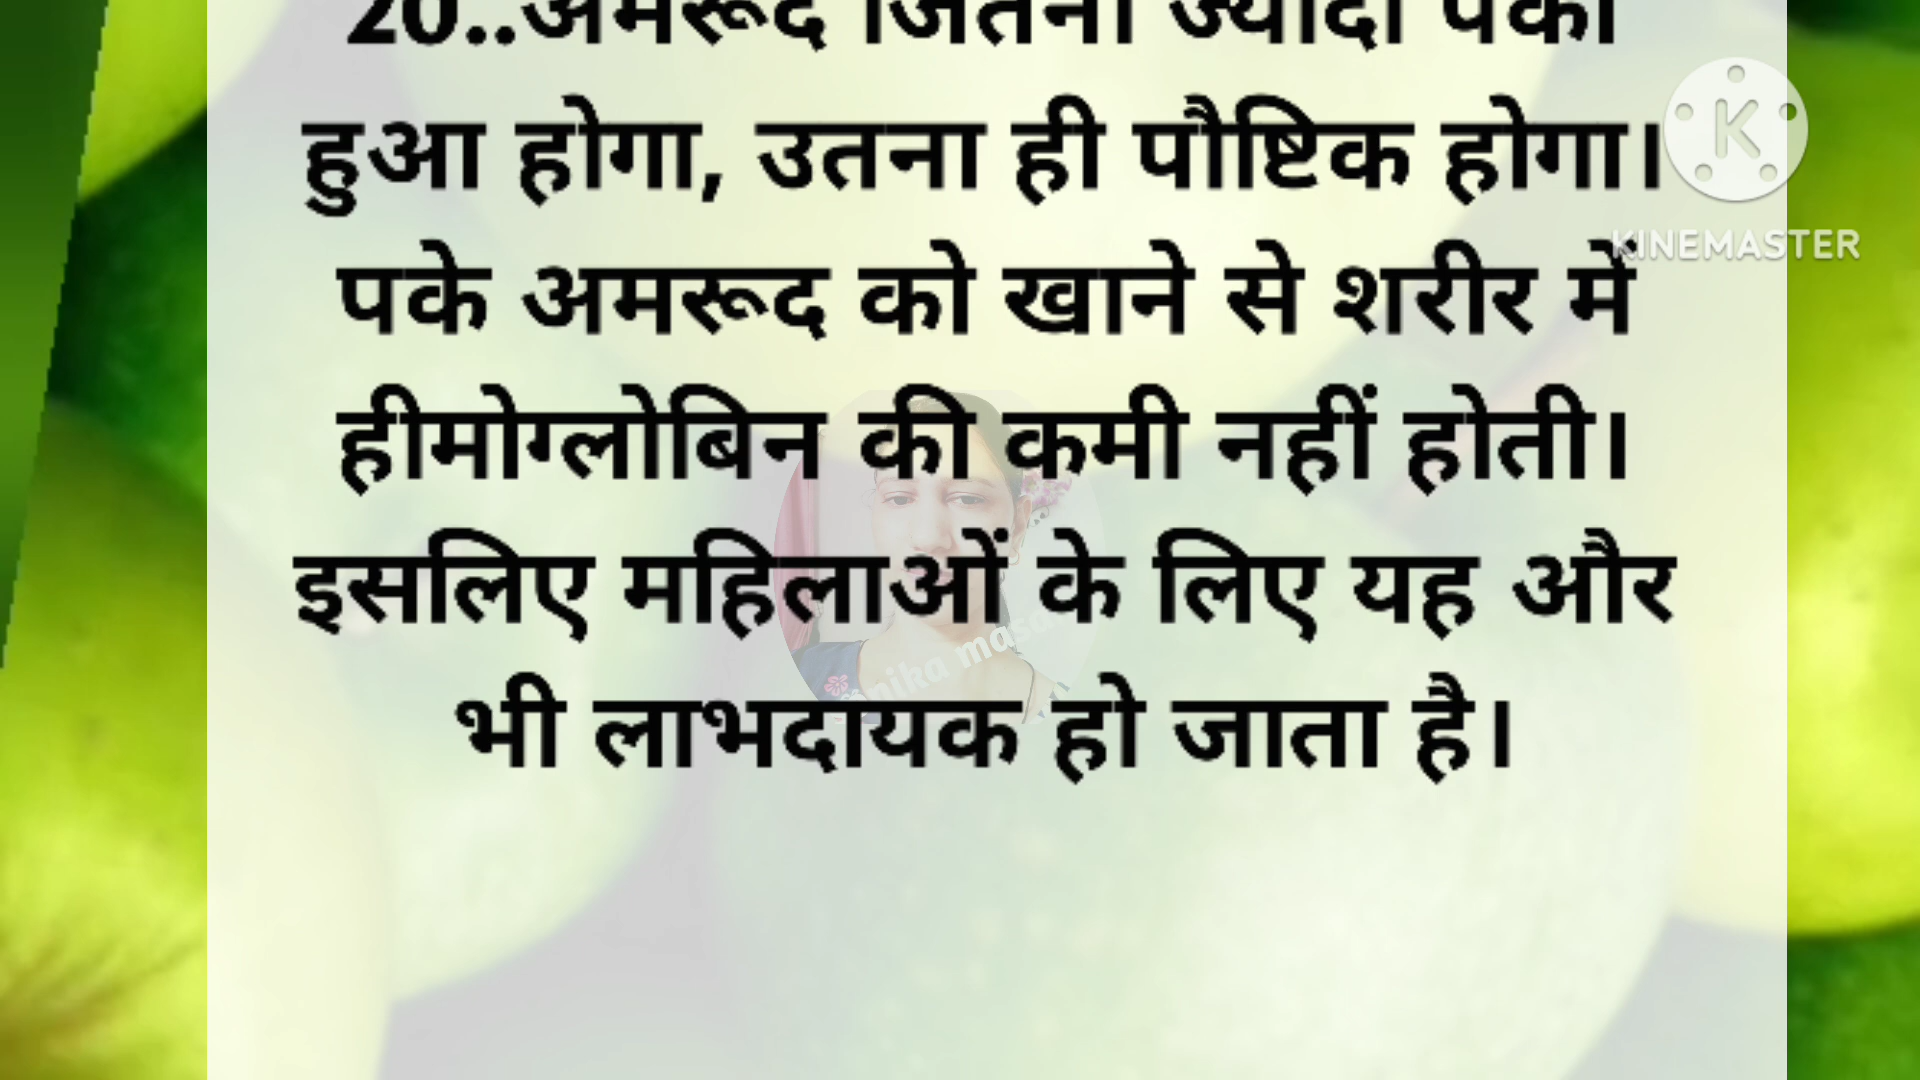 20..अमरूद जितना ज्यादा पका
हुआ होगा, उतना ही पौष्टिक होगा।
पके अमरूद को खाने से शरीर में
हीमोग्लोबिन की कमी नहीं होती।
इसलिए महिलाओं के लिए यह और
भी लाभदायक हो जाता है।
K
KINEMASTER